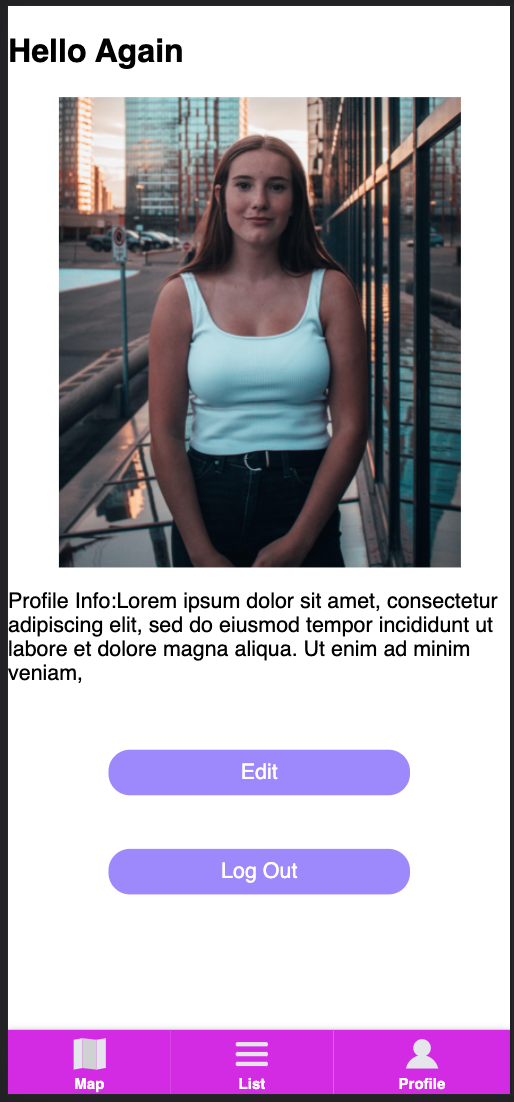 Hello Again
Profile Info:Lorem ipsum dolor sit amet, consectetur
adipiscing elit, sed do eiusmod tempor incididunt ut
labore et dolore magna aliqua. Ut enim ad minim
veniam,
Edit
Log Out
Map
List
Profile